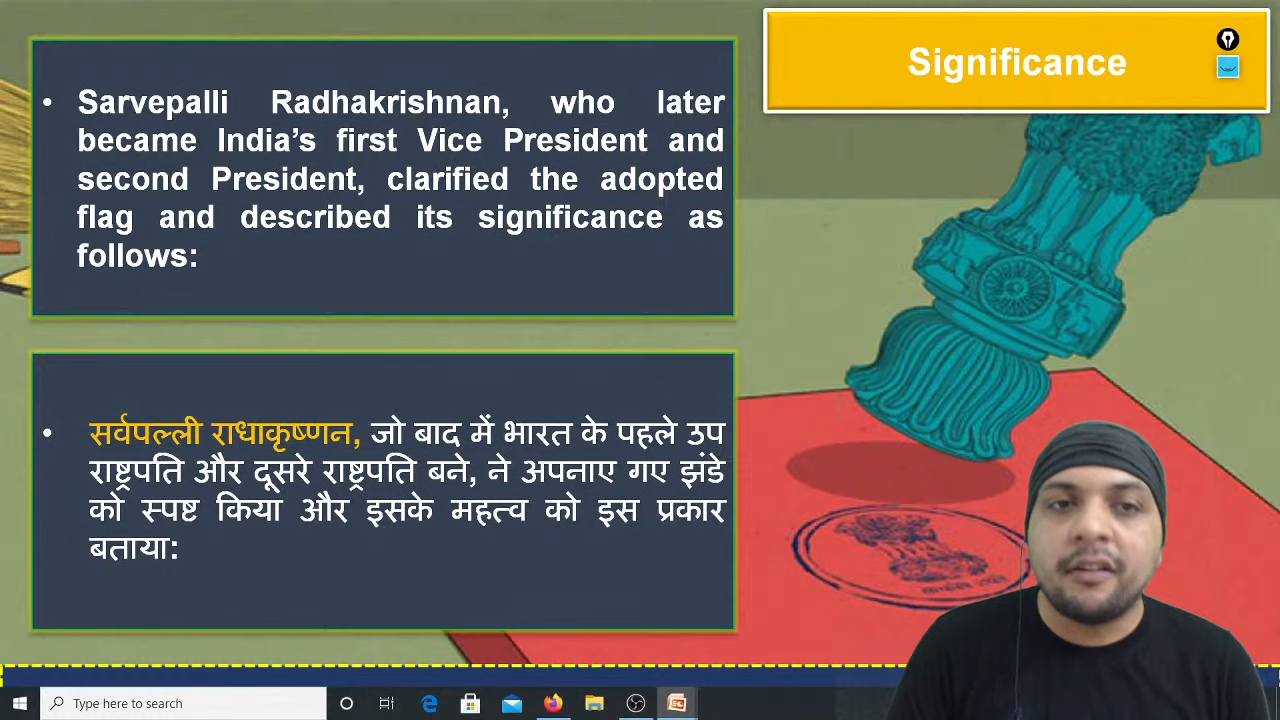 Significance
• Sarvepalli Radhakrishnan, who later
became India’s first Vice President and
second President, clarified the adopted
flag and described its significance as
follows:
• सर्वपल्ली राधाकृष्णन, जो बाद में भारत के पहले उप
राष्ट्रपति और दूसरे राष्ट्रपति बने, ने अपनाए गए झंडे
को स्पष्ट किया और इसके महत्व को इस प्रकार
बताया:
Type here to search